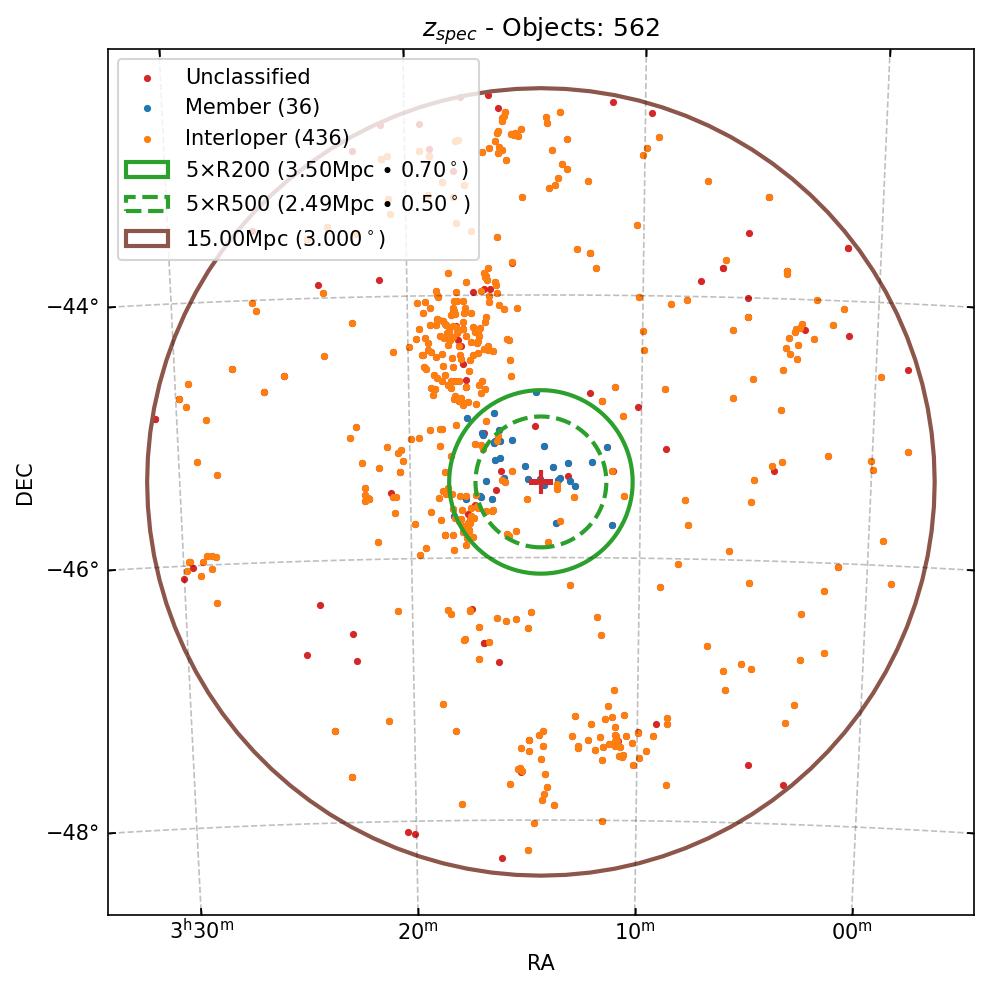 z_spec - Objects: 562
Unclassified
Member (36)
Interloper (436)
5×R200 (3.50Mpc • 0.70°)
5×R500 (2.49Mpc • 0.50°)
15.00Mpc (3.000°)
−44°
−46°
−48°
DEC
3ʰ30ᵐ 20ᵐ 10ᵐ 00ᵐ
RA